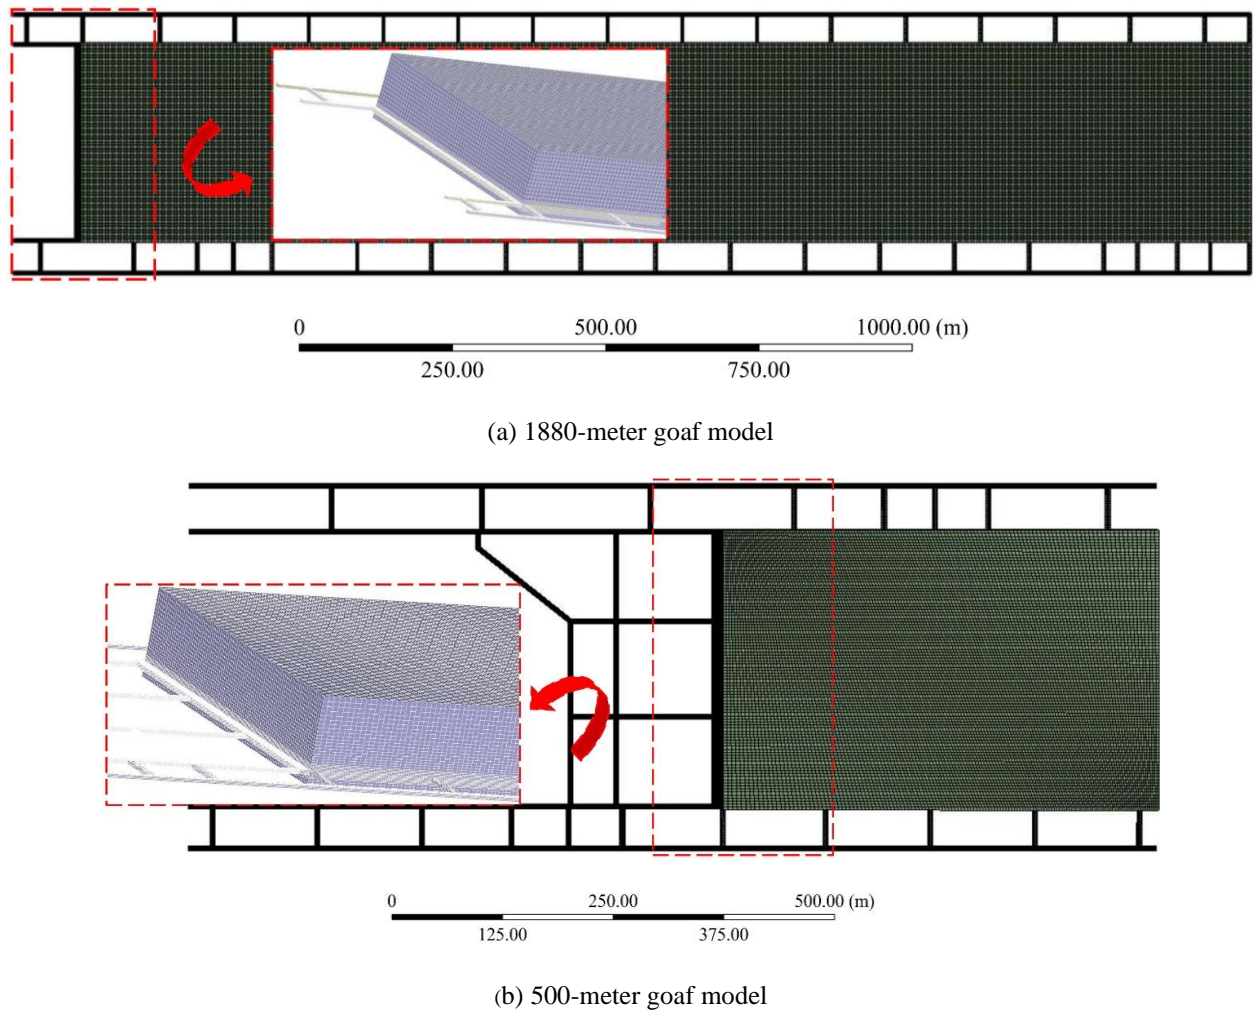 0 500.00 1000.00 (m)
250.00 750.00
(a) 1880-meter goaf model
0 250.00 500.00 (m)
125.00 375.00
(b) 500-meter goaf model